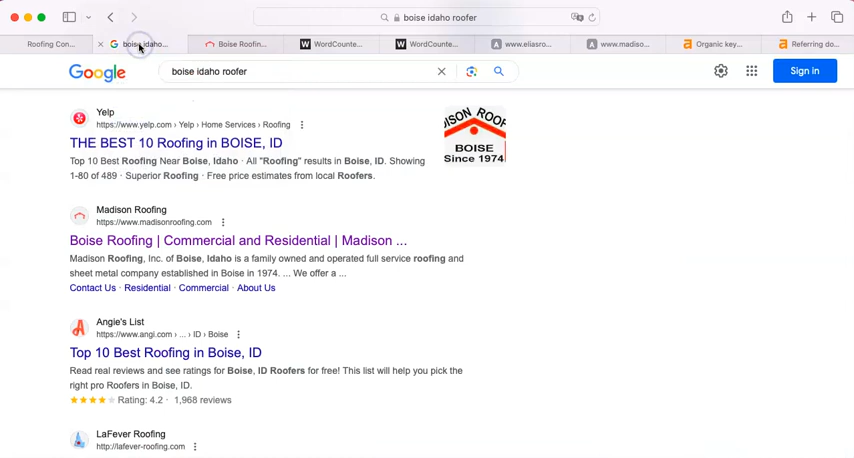 boise idaho roofer
Roofing Con...
boise idaho...
Boise Roofin...
WordCounte...
WordCounte...
www.eliasro...
www.madiso...
Organic key...
Referring do...
Google
boise idaho roofer
Sign in
Yelp
https://www.yelp.com › Yelp › Home Services › Roofing
THE BEST 10 Roofing in BOISE, ID
Top 10 Best Roofing Near Boise, Idaho · All "Roofing" results in Boise, ID. Showing
1-80 of 489 · Superior Roofing · Free price estimates from local Roofers.
ISON ROOF
BOISE
Since 1974
Madison Roofing
https://www.madisonroofing.com
Boise Roofing | Commercial and Residential | Madison ...
Madison Roofing, Inc. of Boise, Idaho is a family owned and operated full service roofing and
sheet metal company established in Boise in 1974. ... We offer a ...
Contact Us · Residential · Commercial · About Us
Angie's List
https://www.angi.com › ... › ID › Boise
Top 10 Best Roofing in Boise, ID
Read real reviews and see ratings for Boise, ID Roofers for free! This list will help you pick the
right pro Roofers in Boise, ID.
Rating: 4.2 · 1,968 reviews
LaFever Roofing
http://lafever-roofing.com